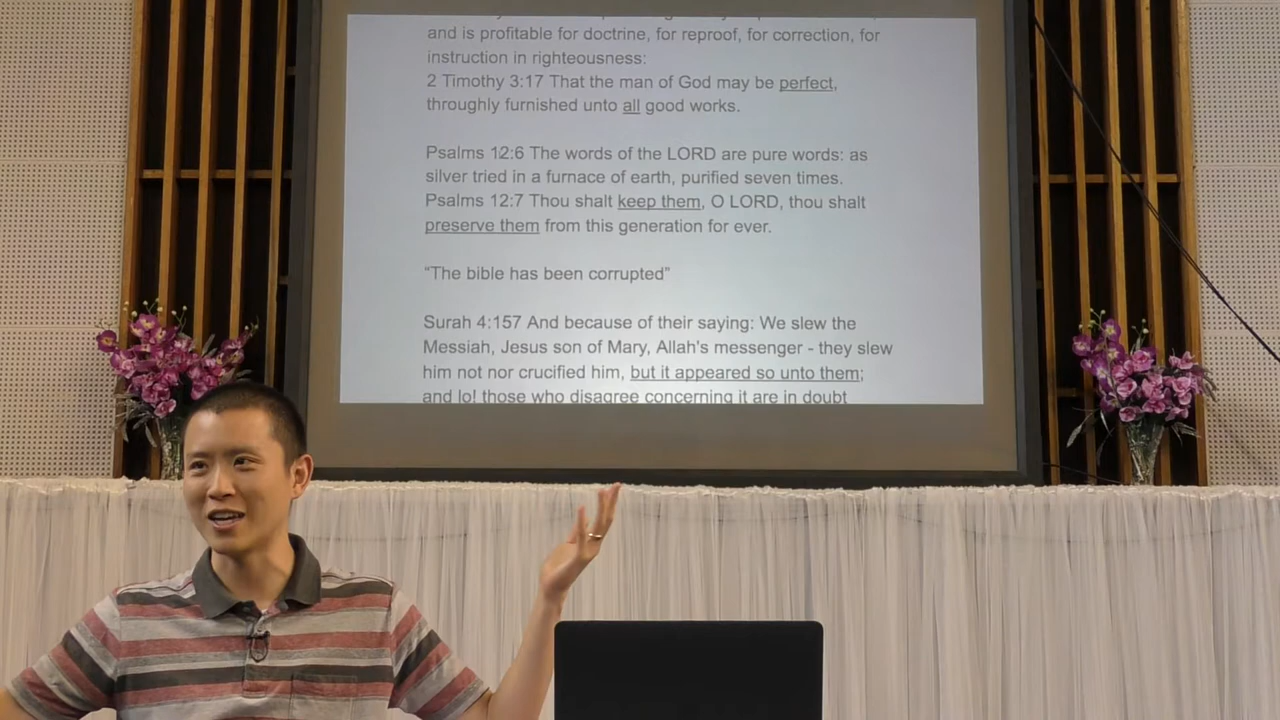 and is profitable for doctrine, for reproof, for correction, for
instruction in righteousness:
2 Timothy 3:17 That the man of God may be perfect,
throughly furnished unto all good works.
Psalms 12:6 The words of the LORD are pure words: as
silver tried in a furnace of earth, purified seven times.
Psalms 12:7 Thou shalt keep them, O LORD, thou shalt
preserve them from this generation for ever.
“The bible has been corrupted”
Surah 4:157 And because of their saying: We slew the
Messiah, Jesus son of Mary, Allah's messenger - they slew
him not nor crucified him, but it appeared so unto them;
and lo! those who disagree concerning it are in doubt